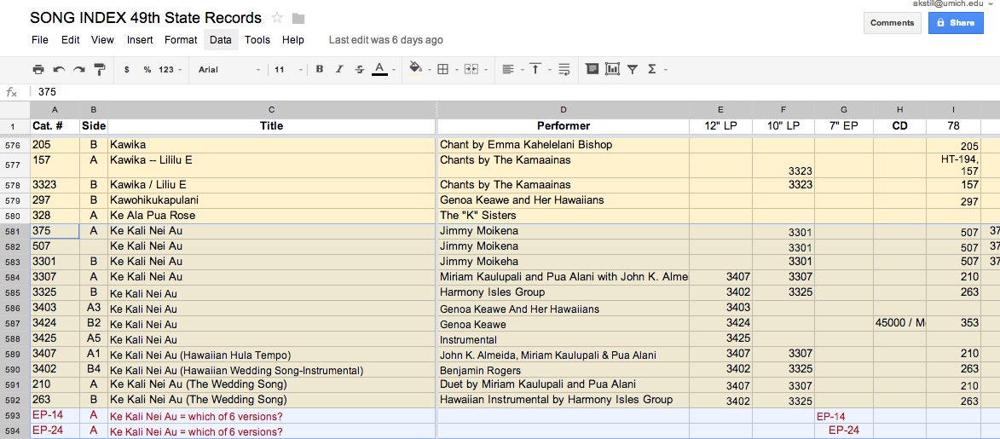 akstill@umich.edu
SONG INDEX 49th State Records
Comments
Share
File Edit View Insert Format Data Tools Help Last edit was 6 days ago
$ % 123 Arial 11 B I S A Σ
fx 375
A B C D E F G H I
1 Cat. # Side Title Performer 12" LP 10" LP 7" EP CD 78
576 205 B Kawika Chant by Emma Kahelelani Bishop 205
577 157 A Kawika -- Lililu E Chants by The Kamaainas 3323 HT-194, 157
578 3323 B Kawika / Liliu E Chants by The Kamaainas 3323 157
579 297 B Kawohikukapulani Genoa Keawe and Her Hawaiians 297
580 328 A Ke Ala Pua Rose The "K" Sisters
581 375 A Ke Kali Nei Au Jimmy Moikena 3301 507 37
582 507 Ke Kali Nei Au Jimmy Moikena 3301 507 37
583 3301 B Ke Kali Nei Au Jimmy Moikeha 3301 507 37
584 3307 A Ke Kali Nei Au Miriam Kaulupali and Pua Alani with John K. Alme 3407 3307 210
585 3325 B Ke Kali Nei Au Harmony Isles Group 3402 3325 263
586 3403 A3 Ke Kali Nei Au Genoa Keawe And Her Hawaiians 3403
587 3424 B2 Ke Kali Nei Au Genoa Keawe 3424 45000 / M 353
588 3425 A5 Ke Kali Nei Au Instrumental 3425
589 3407 A1 Ke Kali Nei Au (Hawaiian Hula Tempo) John K. Almeida, Miriam Kaulupali & Pua Alani 3407 3307 210
590 3402 B4 Ke Kali Nei Au (Hawaiian Wedding Song-Instrumental) Benjamin Rogers 3402 3325 263
591 210 A Ke Kali Nei Au (The Wedding Song) Duet by Miriam Kaulupali and Pua Alani 3407 3307 210
592 263 B Ke Kali Nei Au (The Wedding Song) Hawaiian Instrumental by Harmony Isles Group 3402 3325 263
593 EP-14 A Ke Kali Nei Au = which of 6 versions? EP-14
594 EP-24 A Ke Kali Nei Au = which of 6 versions? EP-24